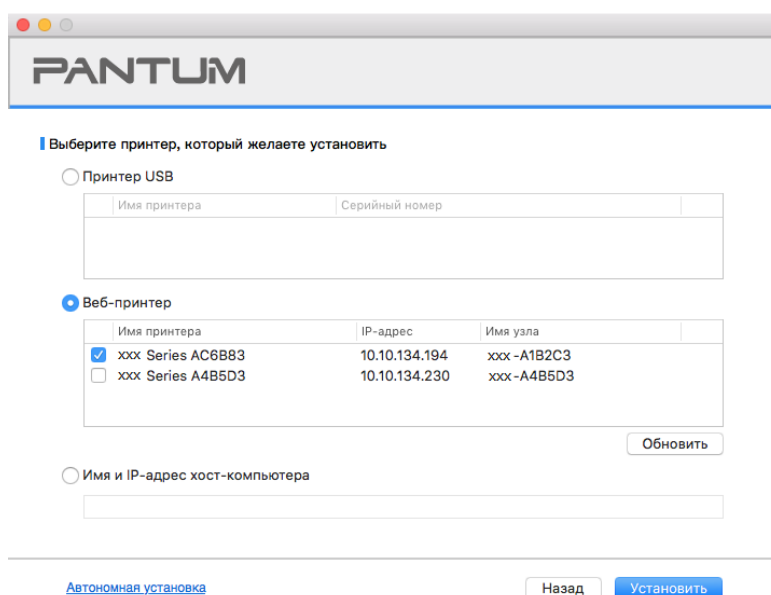 PANTUM
Выберите принтер, который желаете установить
Принтер USB
Имя принтера Серийный номер
Веб-принтер
Имя принтера IP-адрес Имя узла
xxx Series AC6B83 10.10.134.194 xxx-A1B2C3
xxx Series A4B5D3 10.10.134.230 xxx-A4B5D3
Обновить
Имя и IP-адрес хост-компьютера
Автономная установка Назад Установить